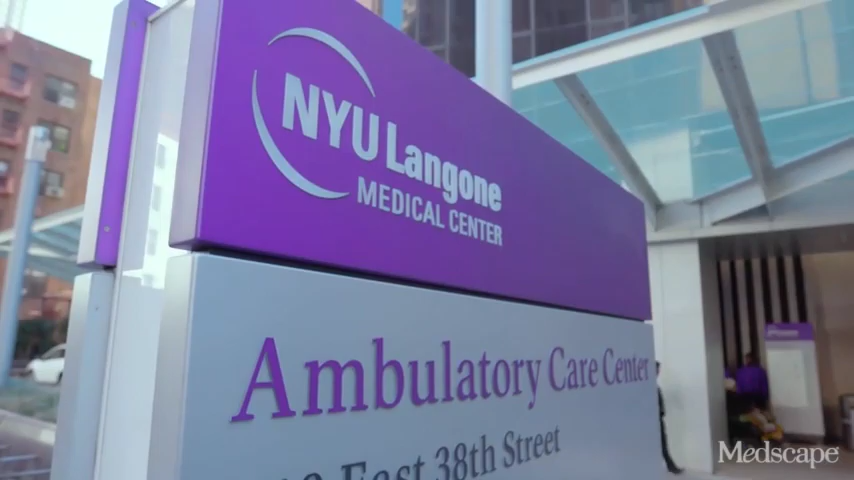 NYU Langone
MEDICAL CENTER
Ambulatory Care Center
East 38th Street
Medscape